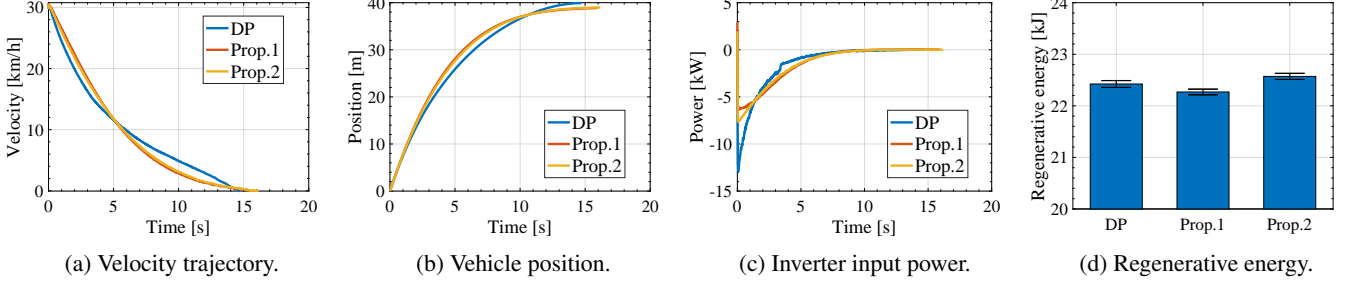 30
20
10
0
0
5
10
15
20
Velocity [km/h]
Time [s]
DP
Prop.1
Prop.2
(a) Velocity trajectory.
40
30
20
10
0
0
5
10
15
20
Position [m]
Time [s]
DP
Prop.1
Prop.2
(b) Vehicle position.
0
-5
-10
-15
0
5
10
15
20
Power [kW]
Time [s]
DP
Prop.1
Prop.2
(c) Inverter input power.
24
23
22
21
20
Regenerative energy [kJ]
DP
Prop.1
Prop.2
(d) Regenerative energy.